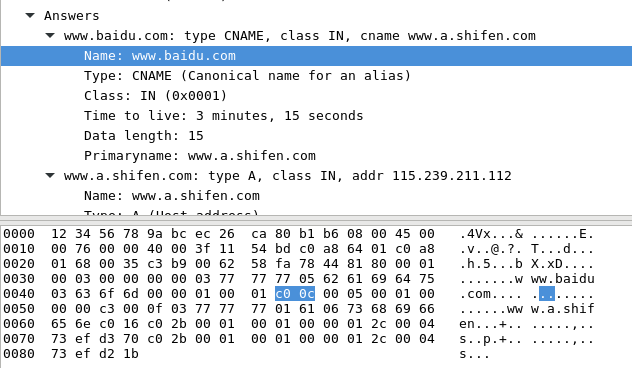 Answers
www.baidu.com: type CNAME, class IN, cname www.a.shifen.com
Name: www.baidu.com
Type: CNAME (Canonical name for an alias)
Class: IN (0x0001)
Time to live: 3 minutes, 15 seconds
Data length: 15
Primaryname: www.a.shifen.com
www.a.shifen.com: type A, class IN, addr 115.239.211.112
Name: www.a.shifen.com
Type: A (Host address)
0000 12 34 56 78 9a bc ec 26 ca 80 b1 b6 08 00 45 00 .4Vx...& ......E.
0010 00 76 00 00 40 00 3f 11 54 bd c0 a8 64 01 c0 a8 .v..@.?. T...d...
0020 01 68 00 35 c3 b9 00 62 58 fa 78 44 81 80 00 01 .h.5...b X.xD....
0030 00 03 00 00 00 00 03 77 77 77 05 62 61 69 64 75 .......w ww.baidu
0040 03 63 6f 6d 00 00 01 00 01 c0 0c 00 05 00 01 00 .com.... ........
0050 00 00 c3 00 0f 03 77 77 77 01 61 06 73 68 69 66 ......ww w.a.shif
0060 65 6e c0 16 c0 2b 00 01 00 01 00 00 01 2c 00 04 en...+.. .....,..
0070 73 ef d3 70 c0 2b 00 01 00 01 00 00 01 2c 00 04 s..p.+.. .....,..
0080 73 ef d2 1b s...